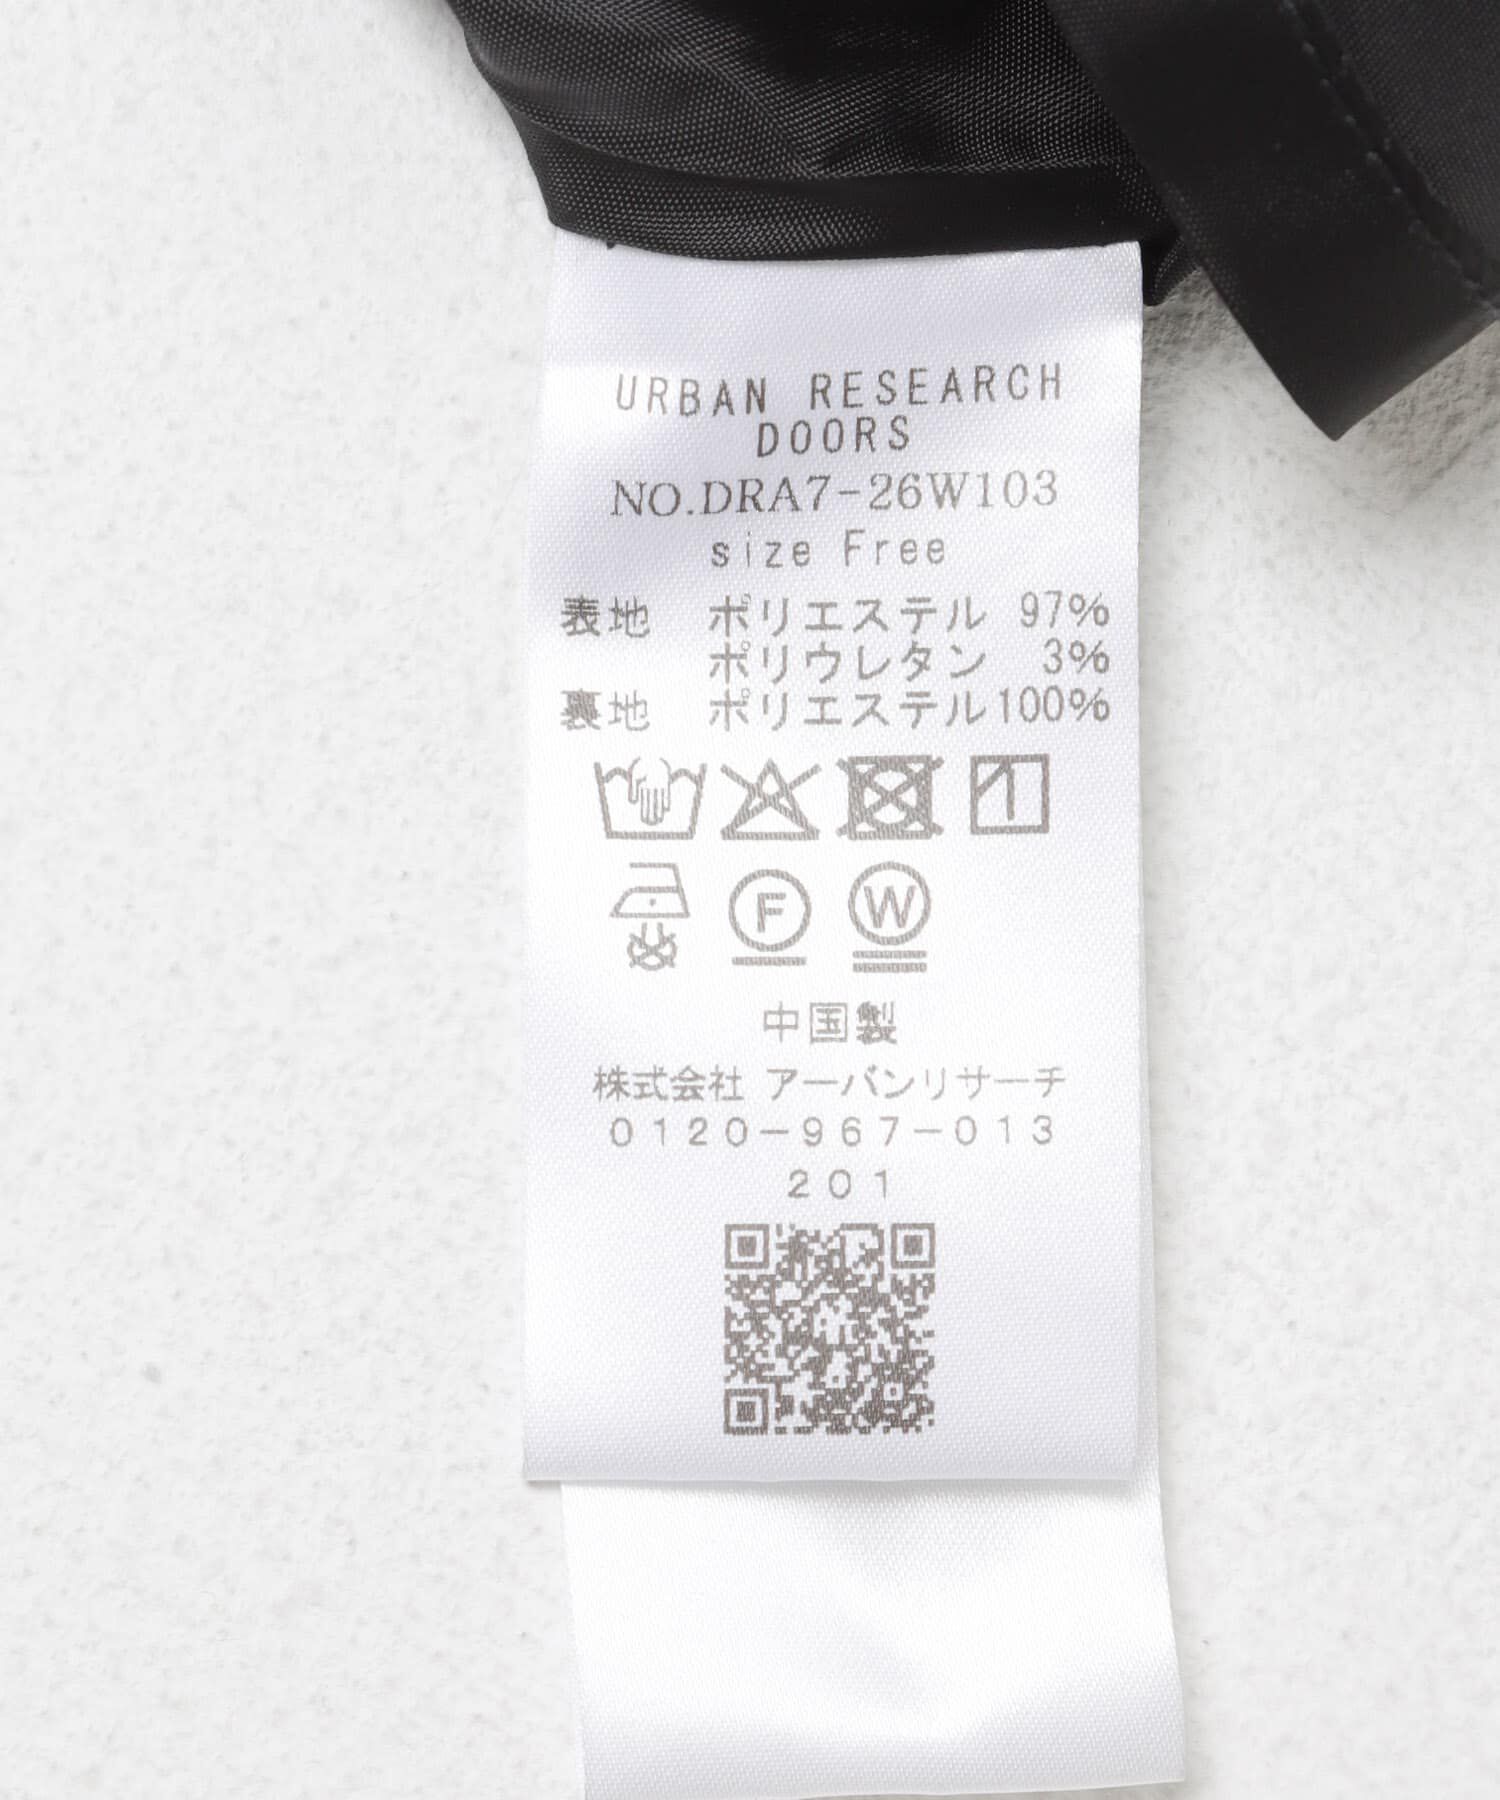 URBAN RESEARCH
DOORS
NO.DRA7-26W103
size Free
表地 ポリエステル 97%
ポリウレタン 3%
裏地 ポリエステル100%
F W
中国製
株式会社 アーバンリサーチ
0120-967-013
201